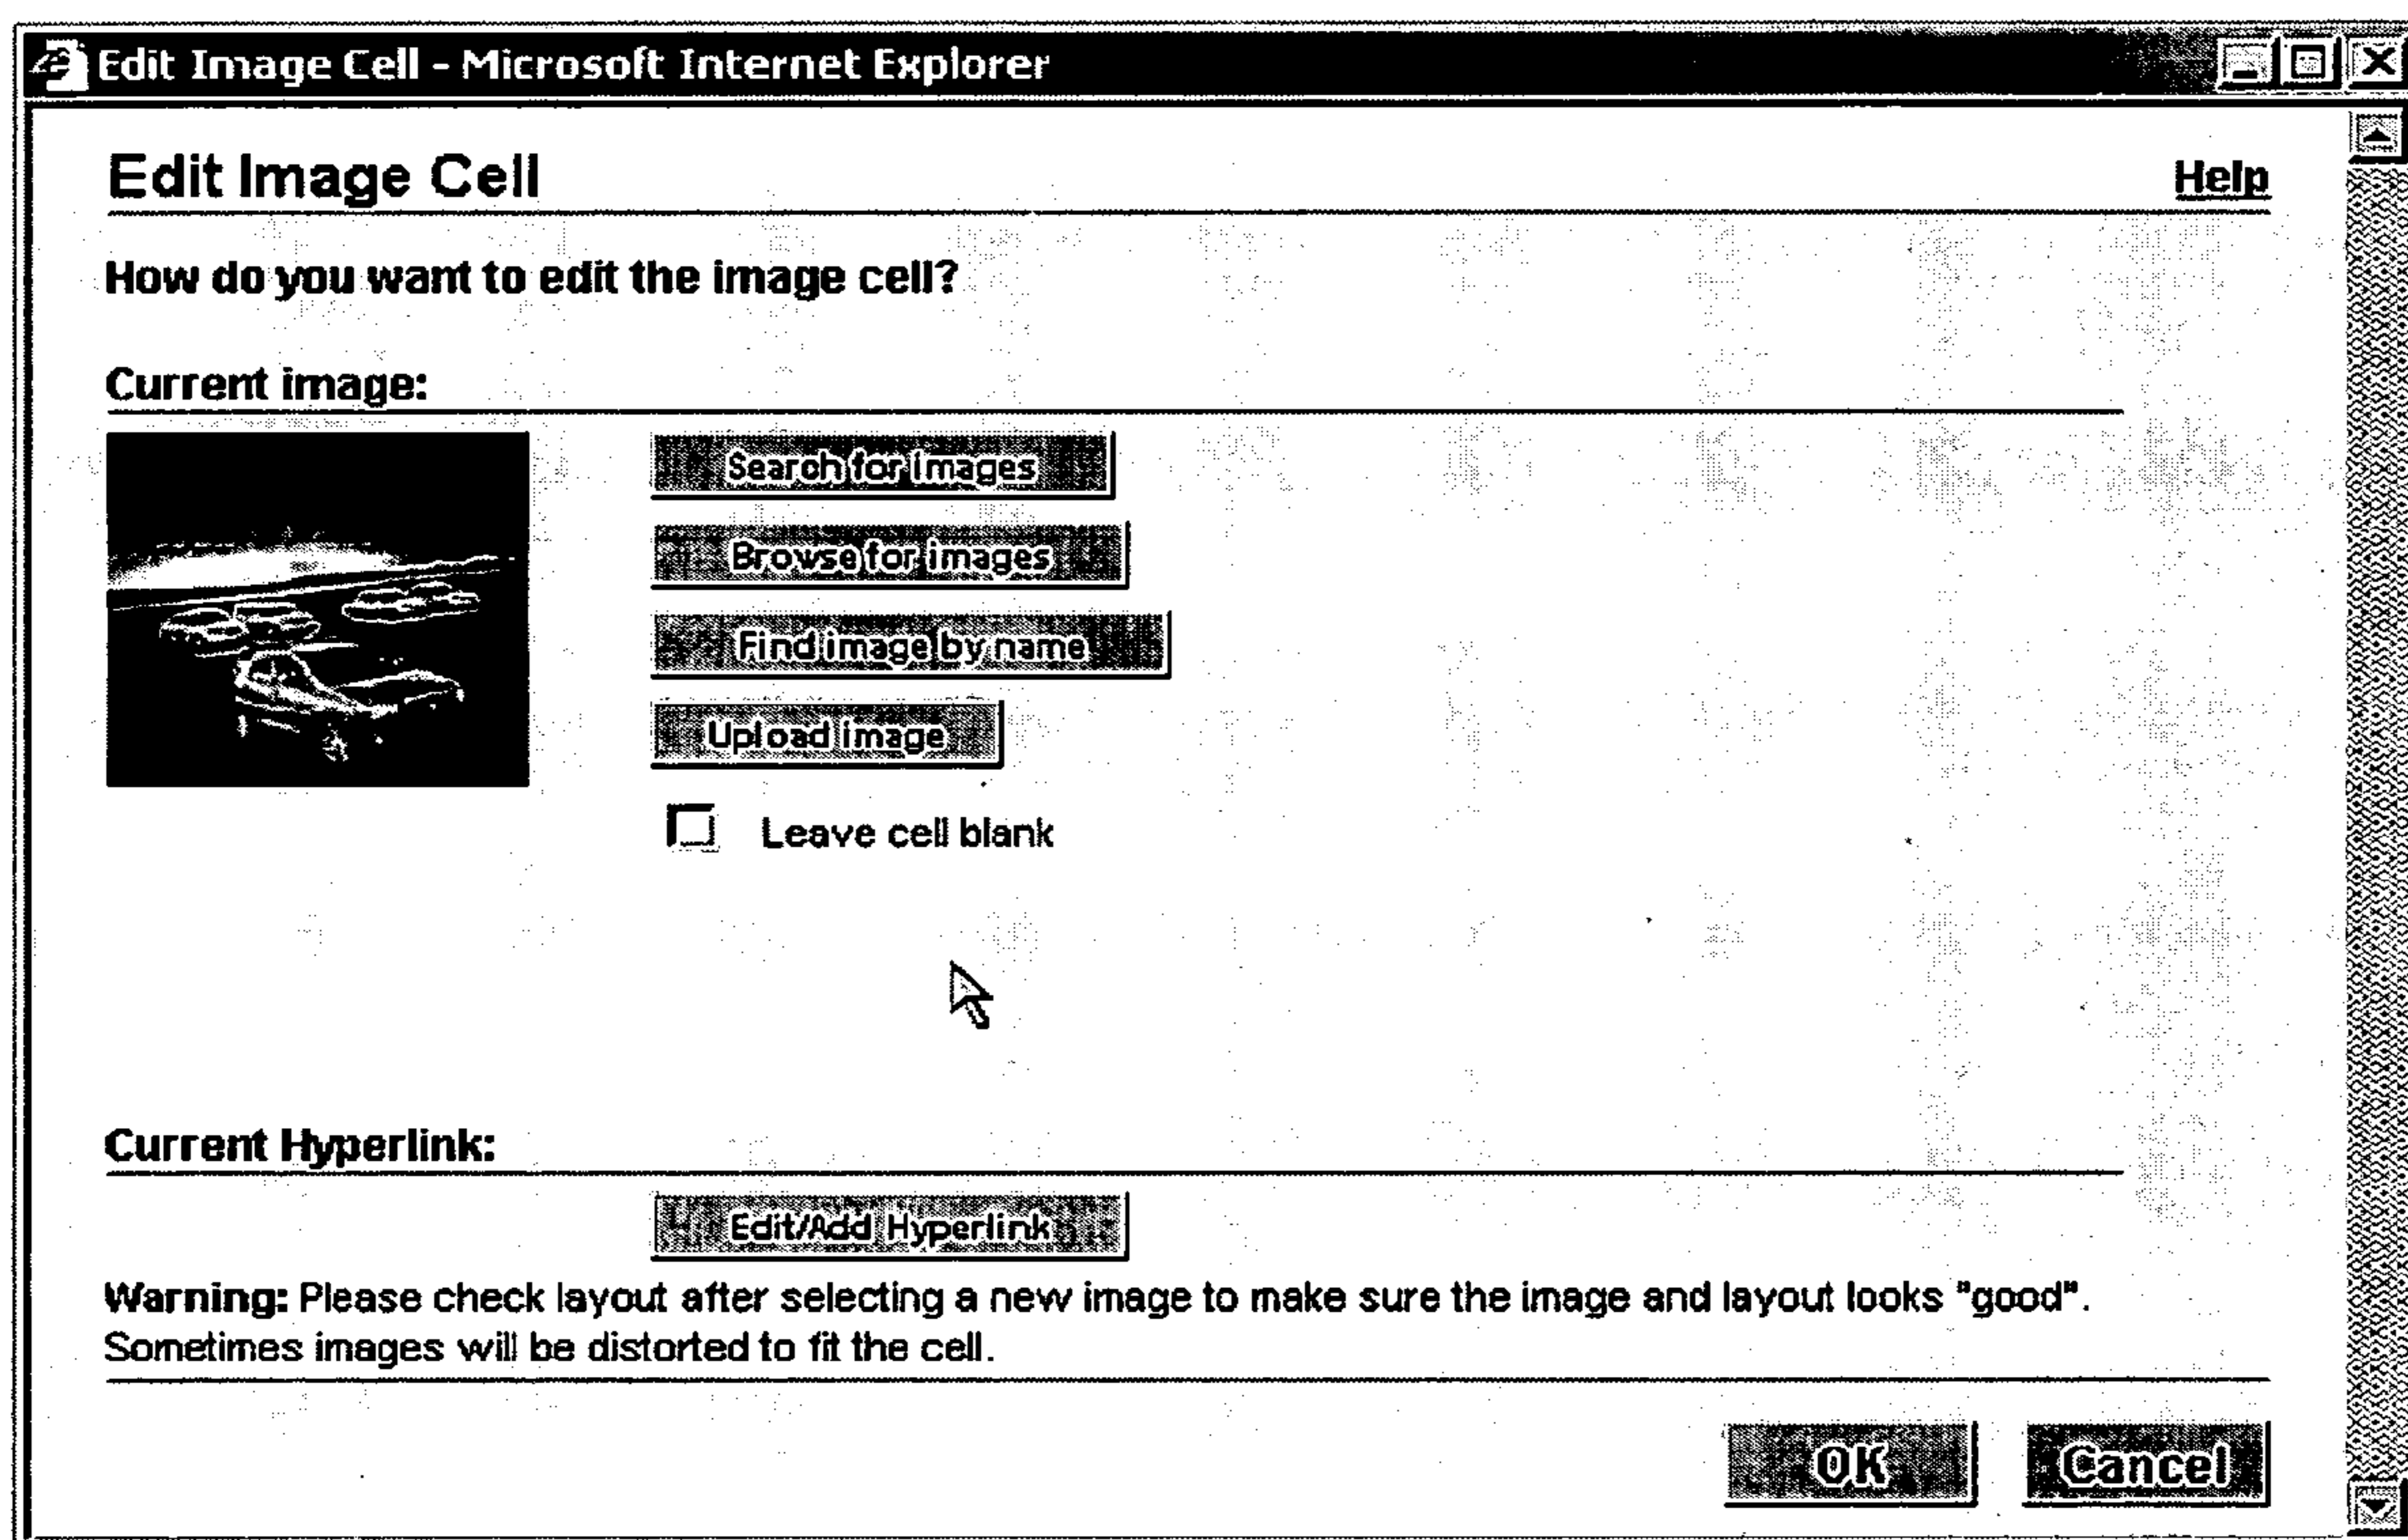 Edit Image Cell - Microsoft Internet Explorer
Edit Image Cell
Help
How do you want to edit the image cell?
Current image:
Search for images
Browse for images
Find image by name
Upload image
Leave cell blank
Current Hyperlink:
Edit/Add Hyperlink
Warning: Please check layout after selecting a new image to make sure the image and layout looks "good".
Sometimes images will be distorted to fit the cell.
OK
Cancel